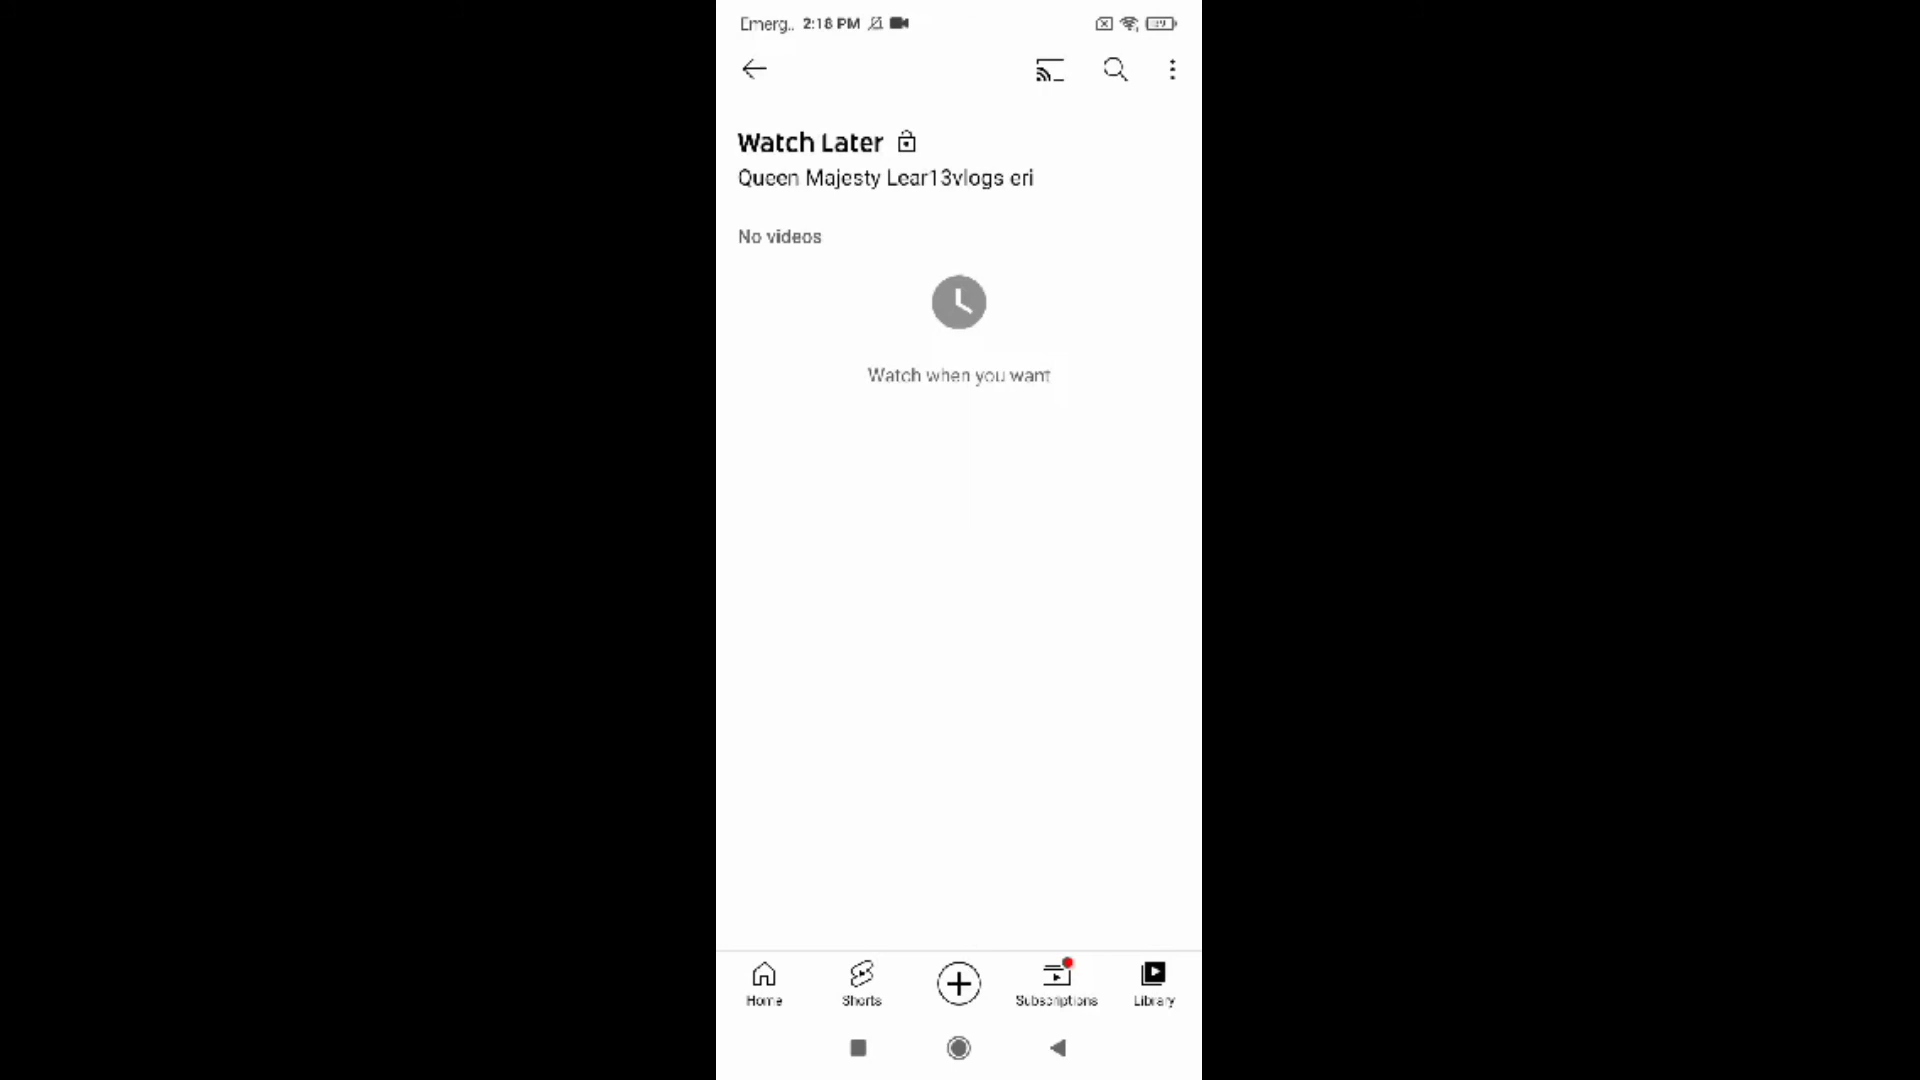 Emerg.. 2:18 PM
Watch Later
Queen Majesty Lear13vlogs eri
No videos
Watch when you want
Home Shorts Subscriptions Library